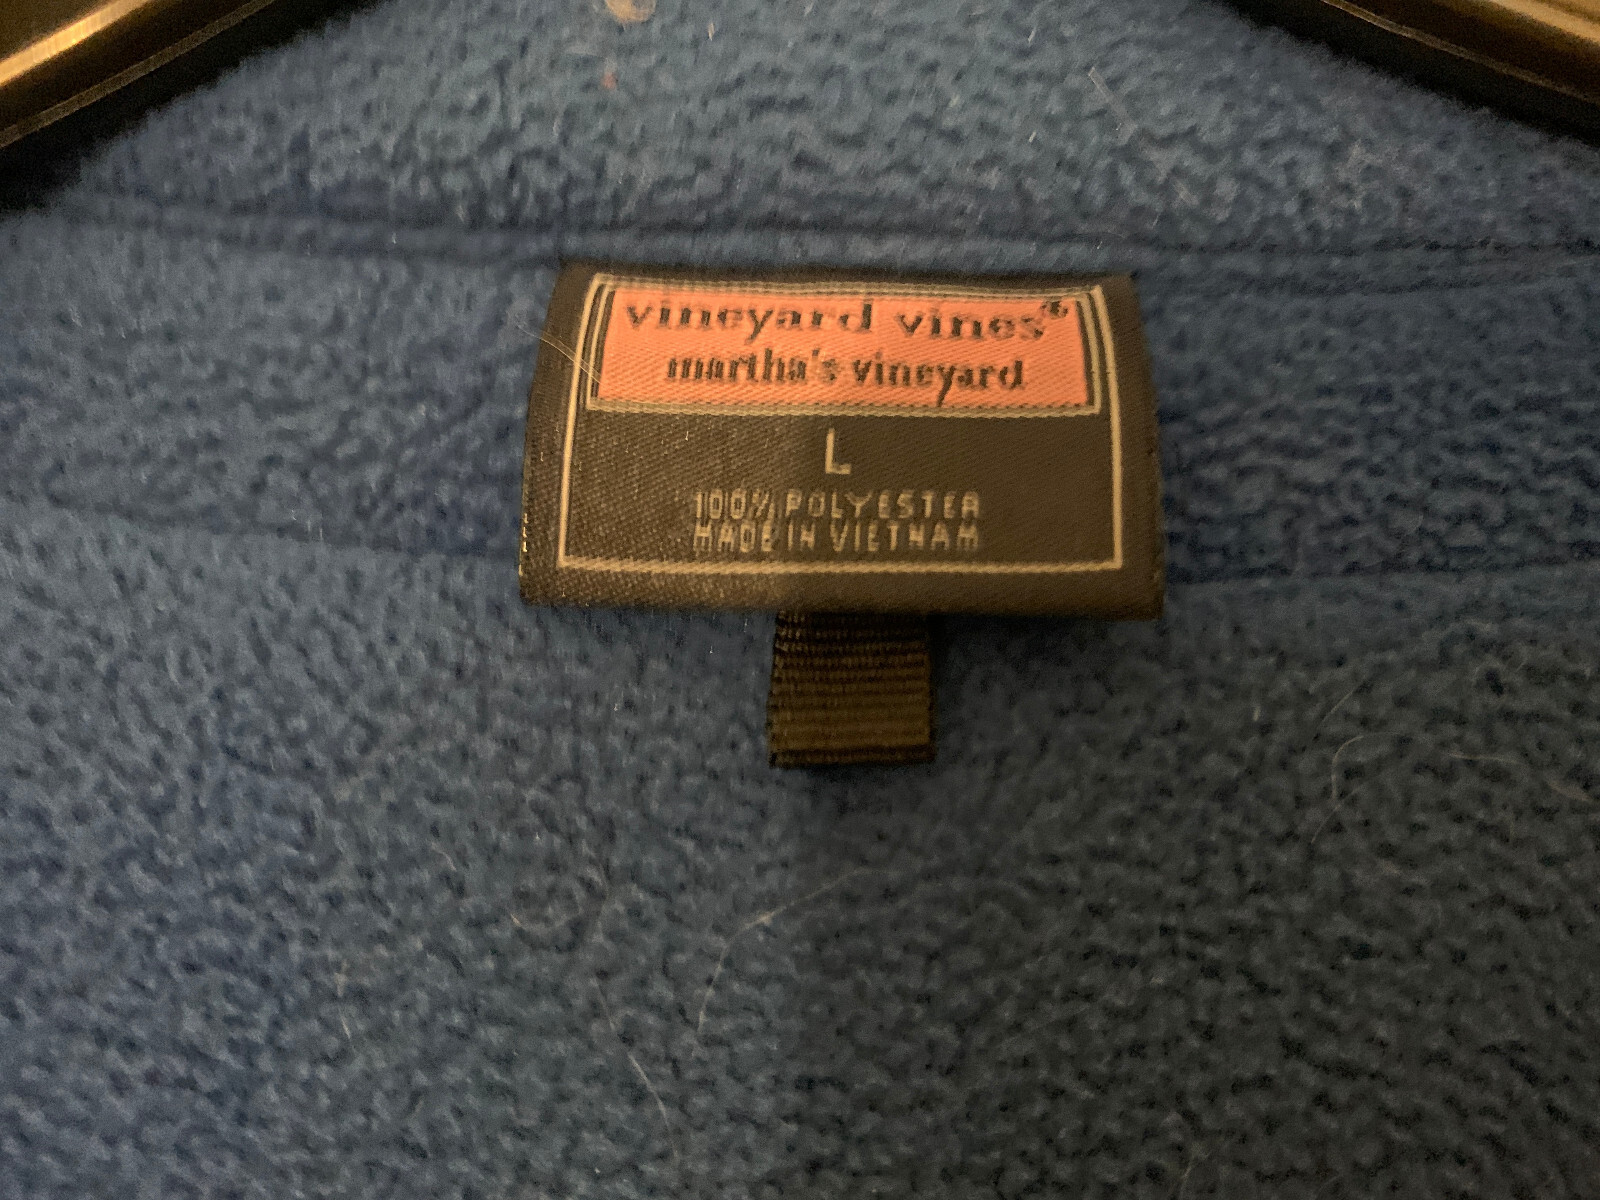 vineyard vines®
martha's vineyard
L
100% POLYESTER
MADE IN VIETNAM